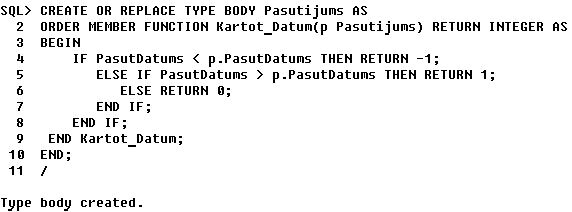 SQL> CREATE OR REPLACE TYPE BODY Pasutijums AS
  2  ORDER MEMBER FUNCTION Kartot_Datum(p Pasutijums) RETURN INTEGER AS
  3  BEGIN
  4      IF PasutDatums < p.PasutDatums THEN RETURN -1;
  5         ELSE IF PasutDatums > p.PasutDatums THEN RETURN 1;
  6            ELSE RETURN 0;
  7         END IF;
  8      END IF;
  9   END Kartot_Datum;
 10  END;
 11  /
Type body created.